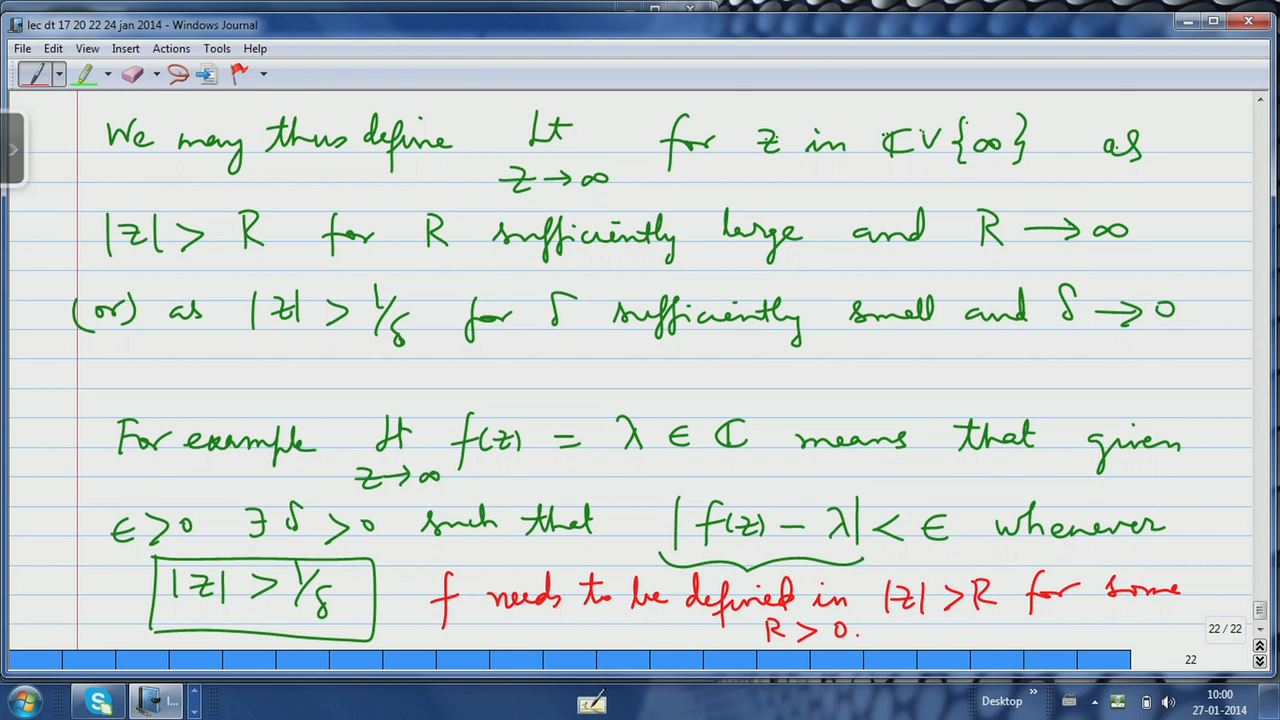 lec dt 17 20 22 24 jan 2014 - Windows Journal
File Edit View Insert Actions Tools Help
We may thus define Lt z→∞ for z in ℂ∪{∞} as
|z| > R for R sufficiently large and R → ∞
(or) as |z| > 1/δ for δ sufficiently small and δ → 0
For example Lt z→∞ f(z) = λ ∈ ℂ means that given
ϵ > 0 ∃ δ > 0 such that |f(z) − λ| < ϵ whenever
|z| > 1/δ f needs to be defined in |z| > R for some
R > 0.
22 / 22
22
Desktop
10:00
27-01-2014